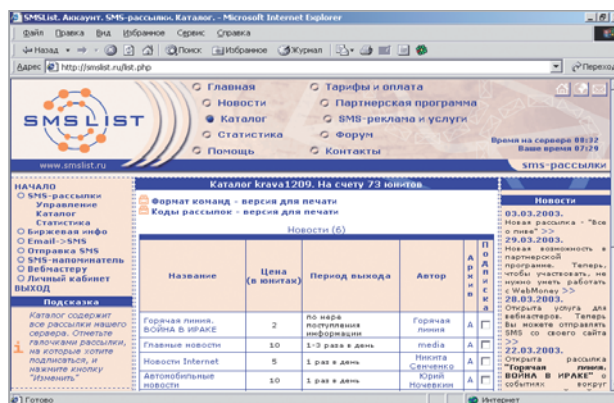 SMSList. Аккаунт. SMS-рассылки. Каталог. - Microsoft Internet Explorer
Файл Правка Вид Избранное Сервис Справка
Назад Поиск Избранное Журнал
Адрес http://smslist.ru/list.php Переход
SMSLIST
www.smslist.ru
Главная
Новости
Каталог
Статистика
Помощь
Тарифы и оплата
Партнерская программа
SMS-реклама и услуги
Форум
Контакты
Время на сервере 08:32
Ваше время 07:29
sms-рассылки
НАЧАЛО
SMS-рассылки
Управление
Каталог
Статистика
Биржевая инфо
Email->SMS
Отправка SMS
SMS-напоминатель
Вебмастеру
Личный кабинет
ВЫХОД
Подсказка
Каталог содержит
все рассылки нашего
сервера. Отметьте
галочками рассылки,
на которые хотите
подписаться, и
нажмите кнопку
"Изменить"
Каталог krava1209. На счету 73 юнитов
Формат команд - версия для печати
Коды рассылок - версия для печати
Новости (6)
Название Цена (в юнитах) Период выхода Автор Архив Подписка
Горячая линия. ВОЙНА В ИРАКЕ 2 по мере поступления информации Горячая линия А
Главные новости 10 1-3 раза в день media А
Новости Internet 5 1 раз в день Никита Сенченко А
Автомобильные новости 10 1 раз в день Юрий Ночевкин А
Новости
03.03.2003.
Новая рассылка - "Все
о пиве" >>
29.03.2003.
Новая возможность в
партнерской
программе. Теперь,
чтобы участвовать, не
нужно уметь работать
с WebMoney >>
28.03.2003.
Открыта услуга для
вебмастеров. Теперь
Вы можете отправлять
SMS со своего сайта
>>
22.03.2003.
Открыта рассылка
"Горячая линия.
ВОЙНА В ИРАКЕ" о
событиях вокруг
Готово Интернет